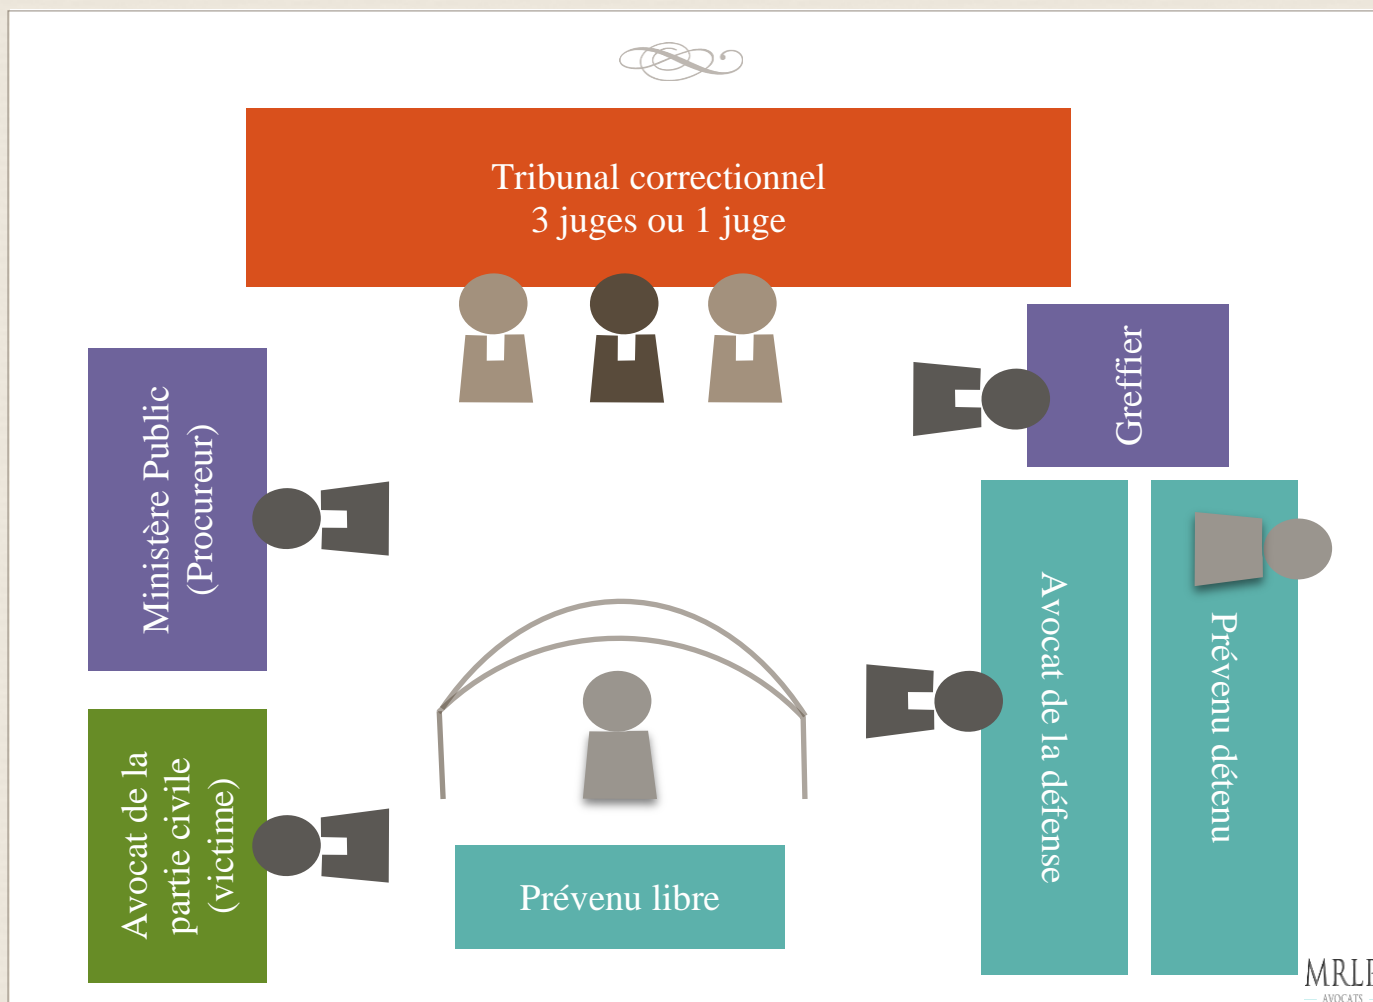 Tribunal correctionnel
3 juges ou 1 juge
Greffier
Ministère Public
(Procureur)
Avocat de la défense
Prévenu détenu
Avocat de la
partie civile
(victime)
Prévenu libre
AVOCATS